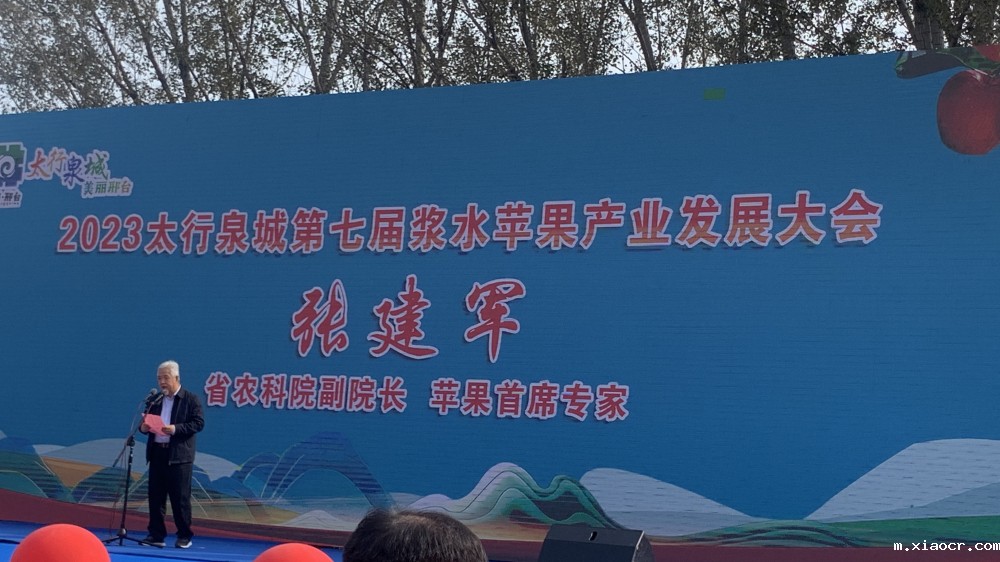 太行泉城
美丽邢台
2023太行泉城第七届浆水苹果产业发展大会
张建军
省农科院副院长 苹果首席专家
m.xiaocr.com